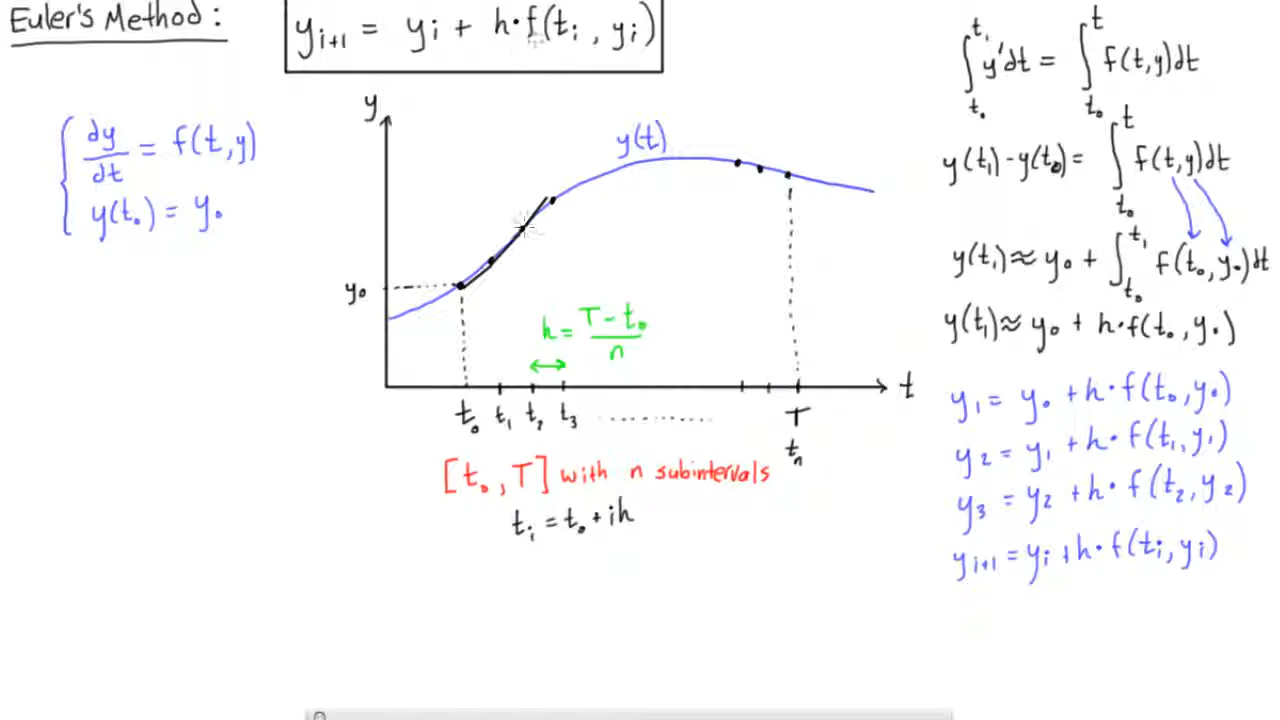 Euler's Method:
y_{i+1} = y_i + h·f(t_i, y_i)
dy/dt = f(t,y)
y(t_0) = y_0
y
y(t)
y_0
h = (T - t_0)/n
t
t_0 t_1 t_2 t_3 .............. T
t_n
[t_0, T] with n subintervals
t_i = t_0 + ih
∫_{t_0}^{t_1} y'dt = ∫_{t_0}^{t} f(t,y)dt
y(t_1) - y(t_0) = ∫_{t_0}^{t} f(t,y)dt
y(t_1) ≈ y_0 + ∫_{t_0}^{t_1} f(t_0, y_0)dt
y(t_1) ≈ y_0 + h·f(t_0, y_0)
y_1 = y_0 + h·f(t_0, y_0)
y_2 = y_1 + h·f(t_1, y_1)
y_3 = y_2 + h·f(t_2, y_2)
y_{i+1} = y_i + h·f(t_i, y_i)